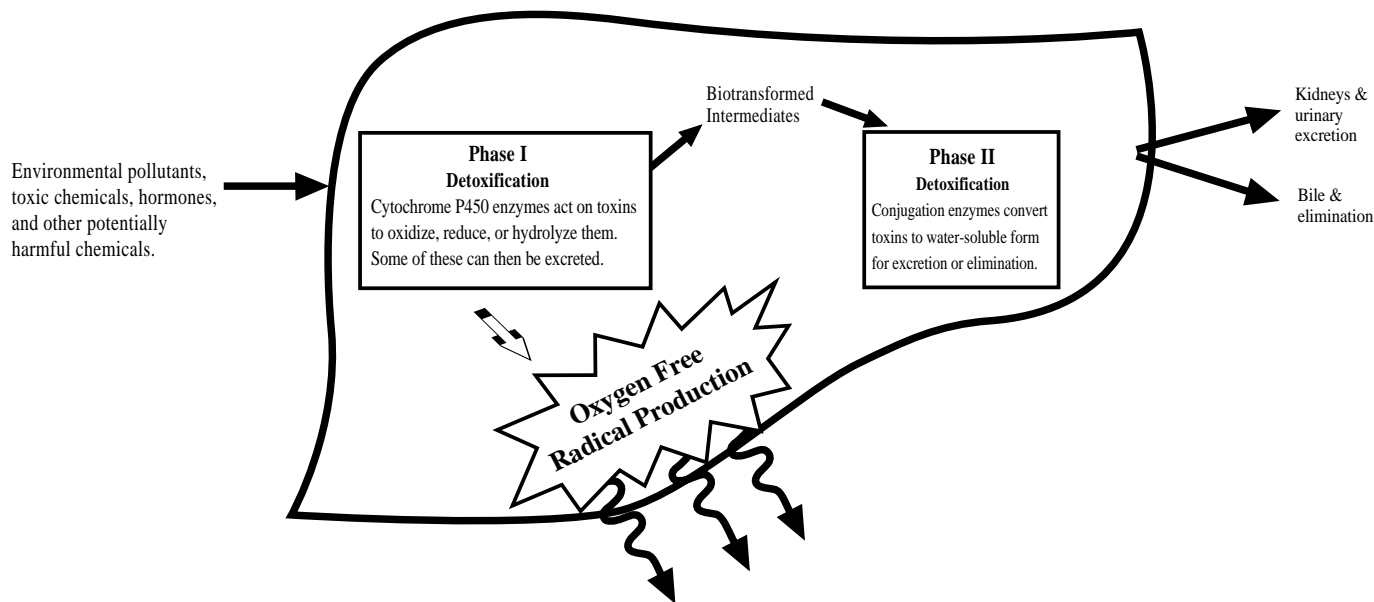 Environmental pollutants,
toxic chemicals, hormones,
and other potentially
harmful chemicals.
Phase I
Detoxification
Cytochrome P450 enzymes act on toxins
to oxidize, reduce, or hydrolyze them.
Some of these can then be excreted.
Biotransformed
Intermediates
Phase II
Detoxification
Conjugation enzymes convert
toxins to water-soluble form
for excretion or elimination.
Kidneys &
urinary
excretion
Bile &
elimination
Oxygen Free
Radical Production